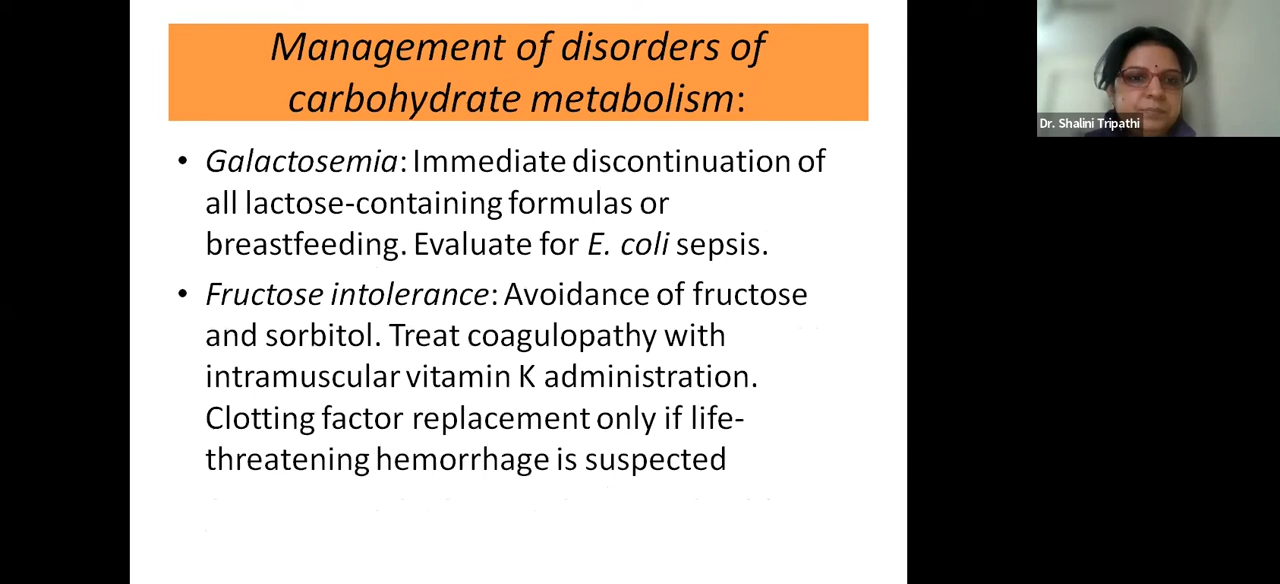 Management of disorders of
carbohydrate metabolism:
Dr. Shalini Tripathi
• Galactosemia: Immediate discontinuation of
all lactose-containing formulas or
breastfeeding. Evaluate for E. coli sepsis.
• Fructose intolerance: Avoidance of fructose
and sorbitol. Treat coagulopathy with
intramuscular vitamin K administration.
Clotting factor replacement only if life-
threatening hemorrhage is suspected